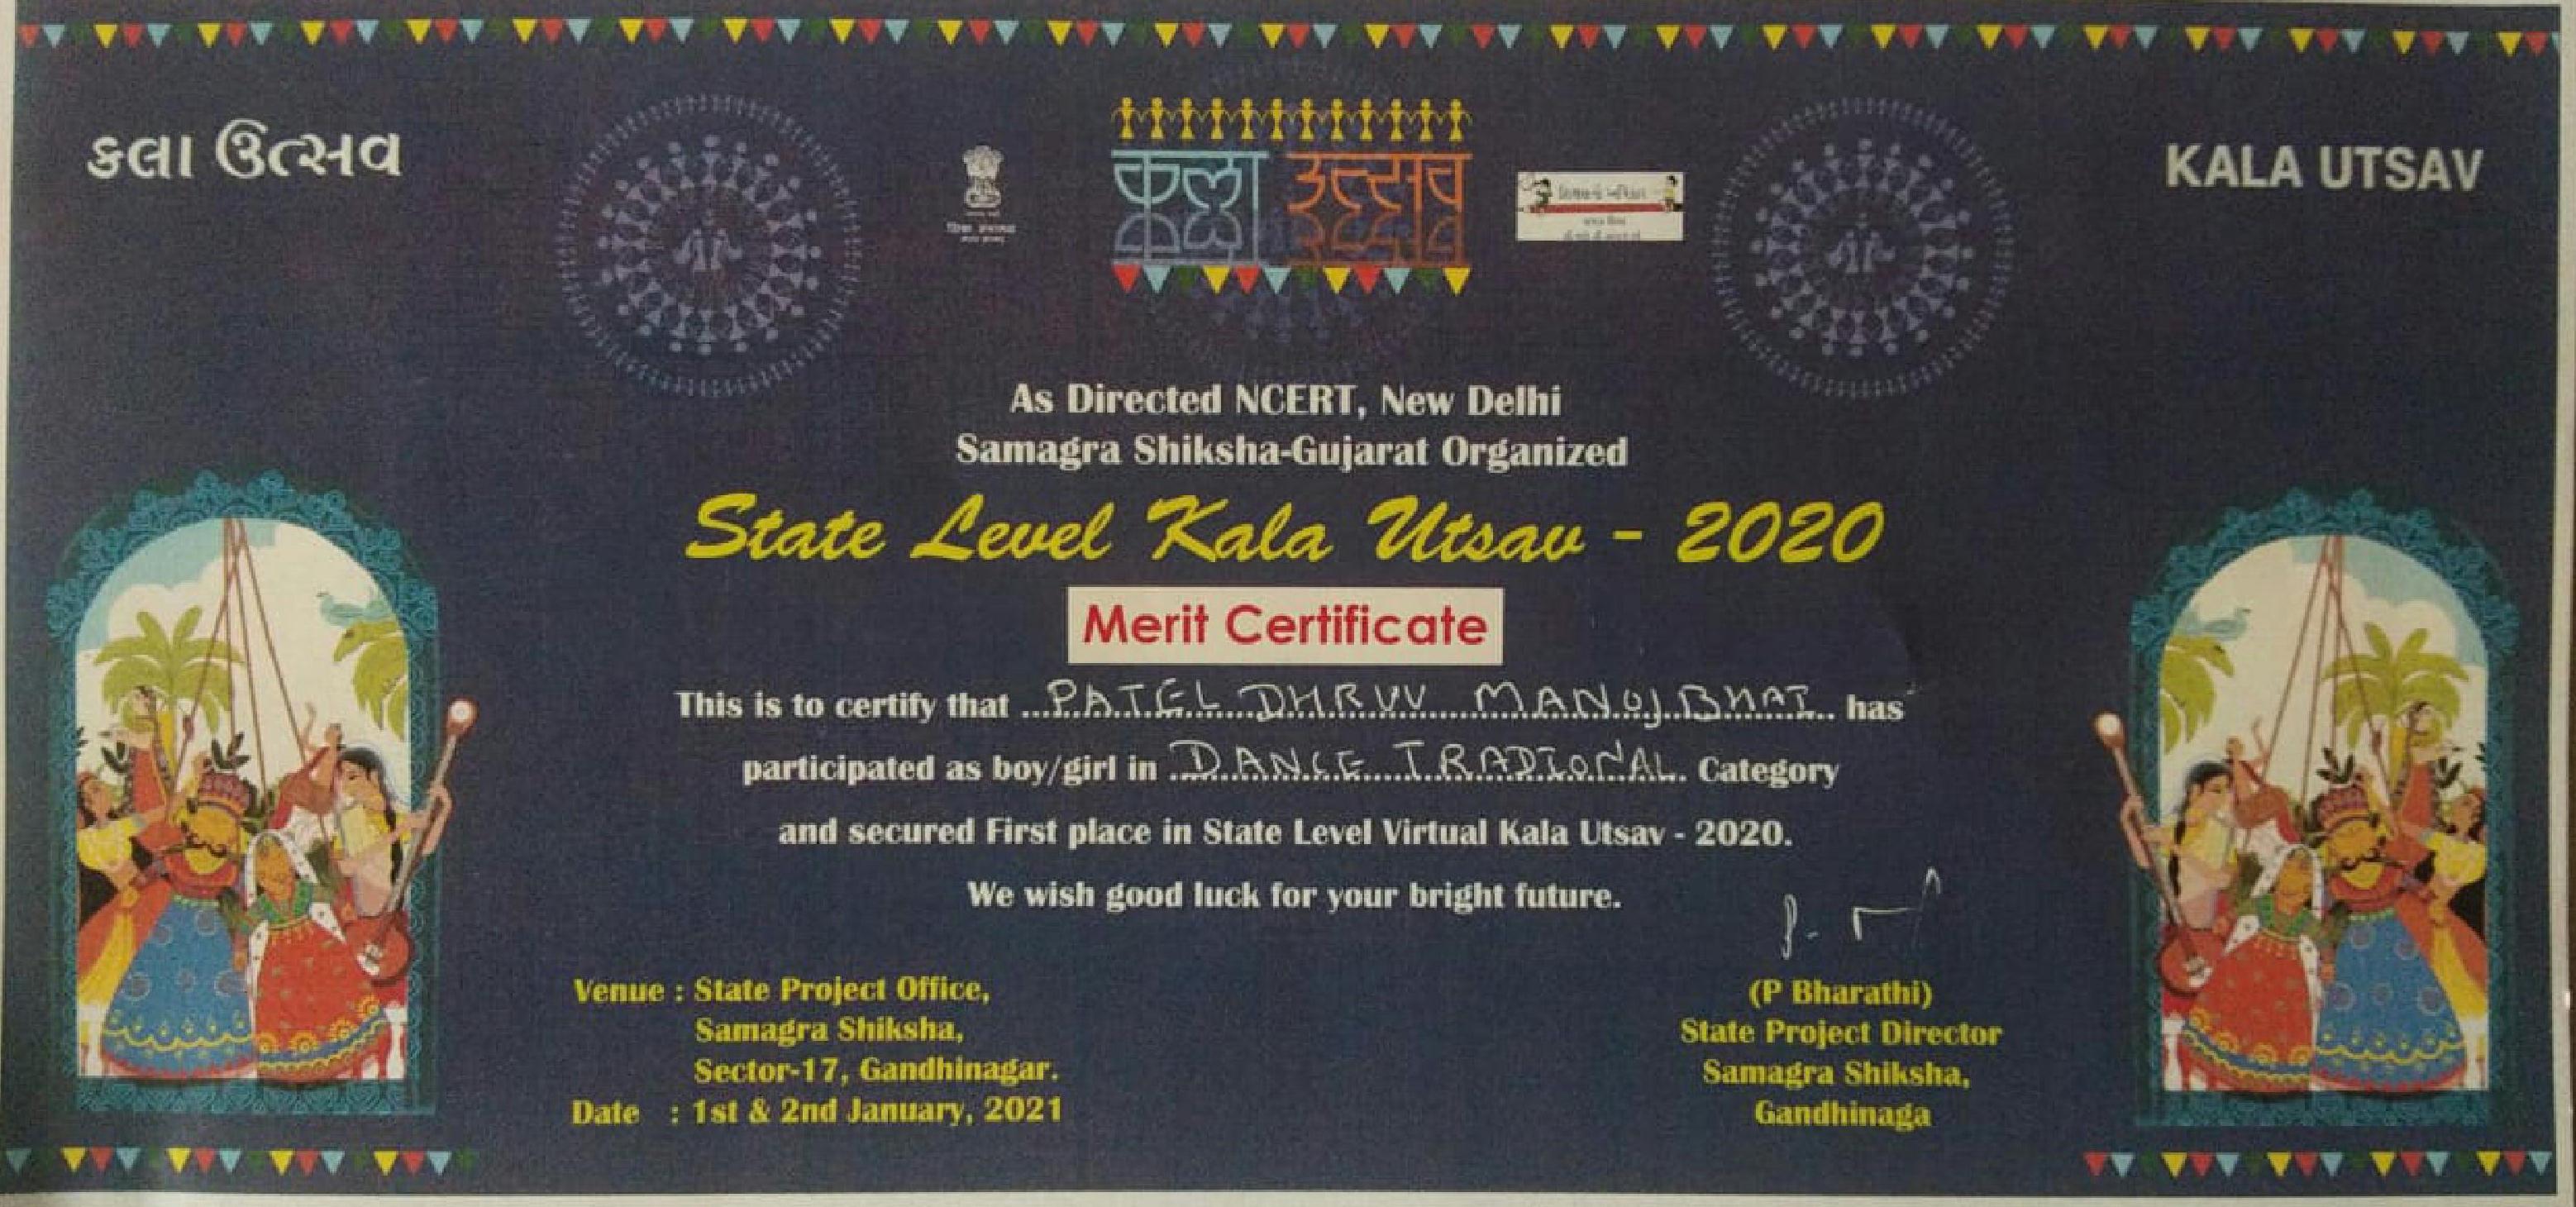 કલા ઉત્સવ
कला उत्सव
KALA UTSAV
As Directed NCERT, New Delhi
Samagra Shiksha-Gujarat Organized
State Level Kala Utsav - 2020
Merit Certificate
This is to certify that ...PATEL DHRUV MANOJBHAI... has
participated as boy/girl in ...DANCE TRADIONAL... Category
and secured First place in State Level Virtual Kala Utsav - 2020.
We wish good luck for your bright future.
Venue : State Project Office,
Samagra Shiksha,
Sector-17, Gandhinagar.
Date : 1st & 2nd January, 2021
(P Bharathi)
State Project Director
Samagra Shiksha,
Gandhinaga